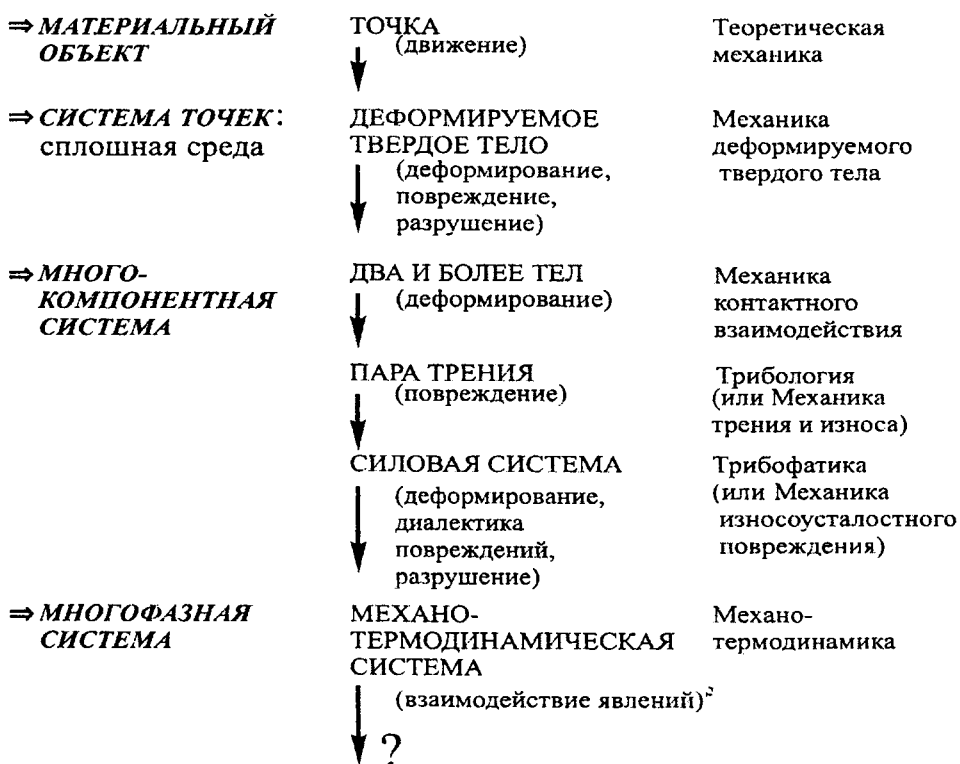 ⇒ МАТЕРИАЛЬНЫЙ ОБЪЕКТ
ТОЧКА
(движение)
Теоретическая
механика
⇒ СИСТЕМА ТОЧЕК:
сплошная среда
ДЕФОРМИРУЕМОЕ
ТВЕРДОЕ ТЕЛО
(деформирование,
повреждение,
разрушение)
Механика
деформируемого
твердого тела
⇒ МНОГО-
КОМПОНЕНТНАЯ
СИСТЕМА
ДВА И БОЛЕЕ ТЕЛ
(деформирование)
Механика
контактного
взаимодействия
ПАРА ТРЕНИЯ
(повреждение)
Трибология
(или Механика
трения и износа)
СИЛОВАЯ СИСТЕМА
(деформирование,
диалектика
повреждений,
разрушение)
Трибофатика
(или Механика
износоусталостного
повреждения)
⇒ МНОГОФАЗНАЯ
СИСТЕМА
МЕХАНО-
ТЕРМОДИНАМИЧЕСКАЯ
СИСТЕМА
(взаимодействие явлений)
?
Механо-
термодинамика